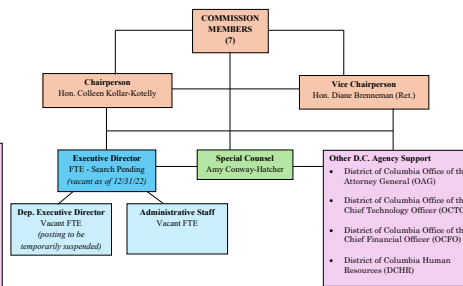 COMMISSION
MEMBERS
(7)
Chairperson
Hon. Colleen Kollar-Kotelly
Vice Chairperson
Hon. Diane Brenneman (Ret.)
Executive Director
FTE - Search Pending
(vacant as of 12/31/22)
Special Counsel
Amy Conway-Hatcher
Other D.C. Agency Support
• District of Columbia Office of th
Attorney General (OAG)
• District of Columbia Office of th
Chief Technology Officer (OCTO
• District of Columbia Office of th
Chief Financial Officer (OCFO)
• District of Columbia Human
Resources (DCHR)
Dep. Executive Director
Vacant FTE
(posting to be
temporarily suspended)
Administrative Staff
Vacant FTE